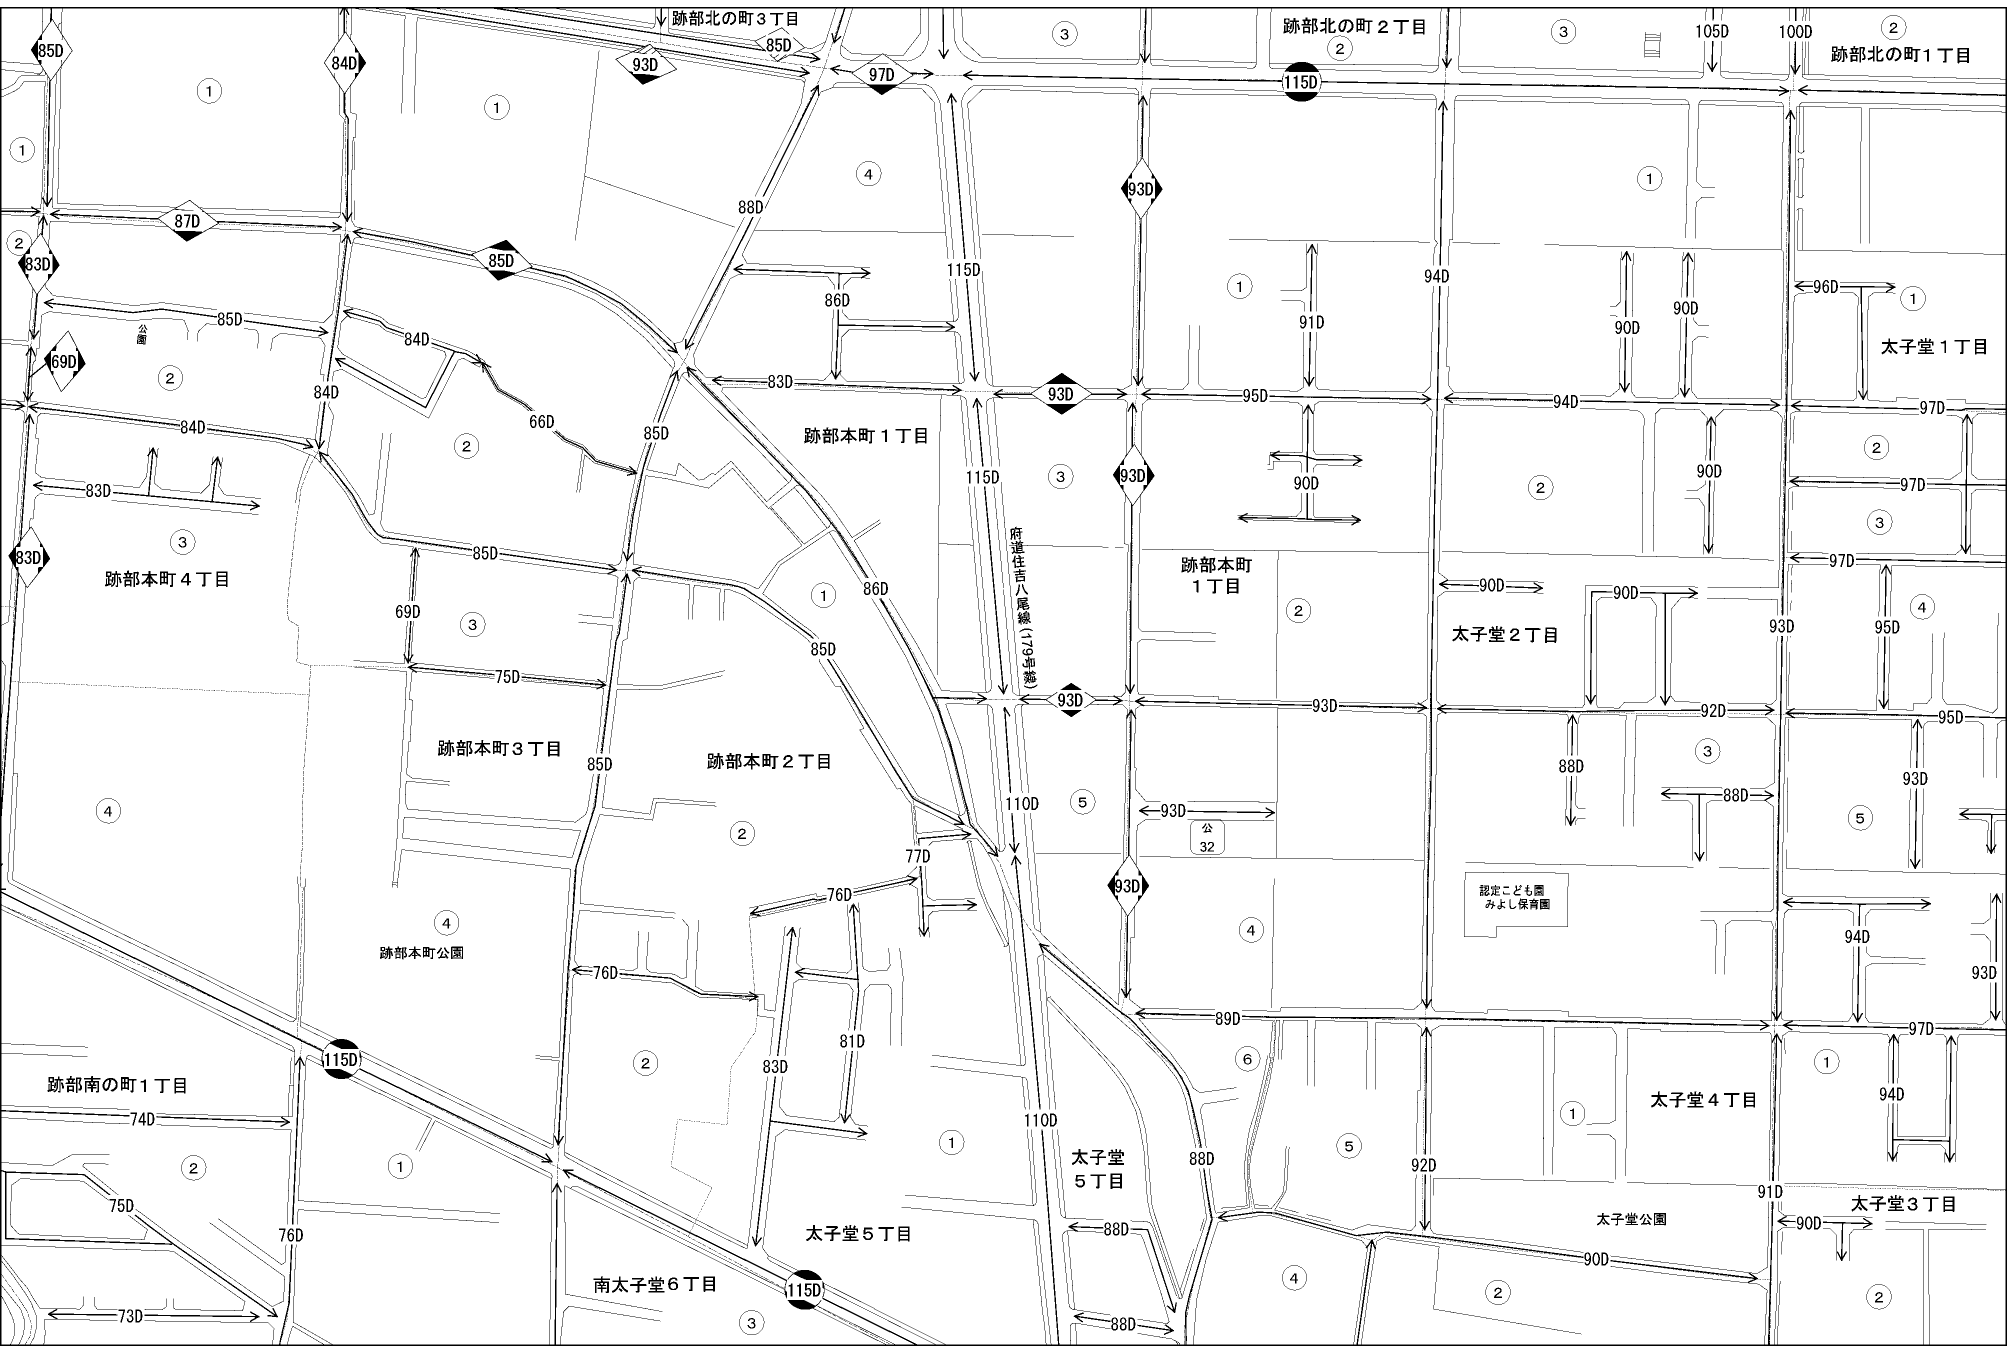 跡部北の町３丁目
跡部北の町２丁目
跡部北の町１丁目
85D
84D
93D
85D
97D
115D
105D
100D
3
2
3
2
1
1
1
4
1
88D
93D
87D
85D
83D
2
115D
86D
94D
1
91D
90D
90D
96D
1
太子堂１丁目
85D
公園
84D
69D
2
84D
83D
93D
95D
94D
97D
84D
66D
85D
跡部本町１丁目
2
3
115D
93D
90D
2
90D
2
97D
83D
3
83D
跡部本町４丁目
85D
府道住吉八尾線(179号線)
跡部本町
１丁目
3
97D
69D
3
1
86D
2
90D
90D
太子堂２丁目
93D
95D
4
85D
75D
93D
93D
92D
95D
跡部本町３丁目
85D
跡部本町２丁目
3
88D
93D
4
110D
5
93D
公
32
88D
5
2
77D
76D
93D
認定こども園
みよし保育園
4
跡部本町公園
4
94D
93D
76D
89D
97D
115D
2
83D
81D
6
1
跡部南の町１丁目
74D
110D
太子堂４丁目
1
94D
2
1
1
太子堂
５丁目
88D
5
92D
75D
76D
太子堂５丁目
88D
太子堂公園
91D
太子堂３丁目
90D
90D
南太子堂６丁目
115D
4
2
2
73D
3
88D